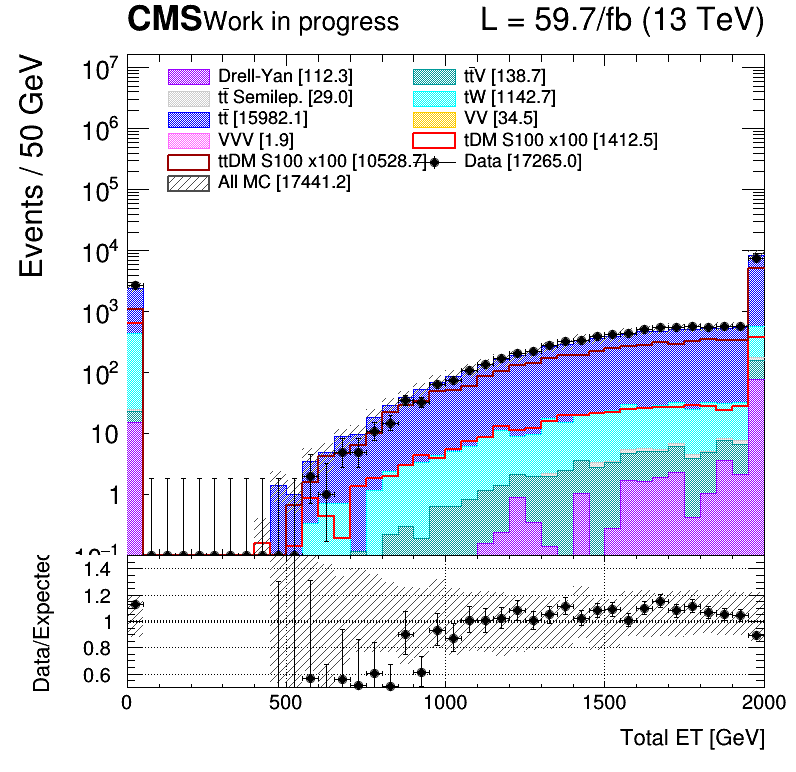 CMS Work in progress L = 59.7/fb (13 TeV)
Events / 50 GeV
10⁷
10⁶
10⁵
10⁴
10³
10²
10
1
10⁻¹
Drell-Yan [112.3]
tt̄V [138.7]
tt̄ Semilep. [29.0]
tW [1142.7]
tt̄ [15982.1]
VV [34.5]
VVV [1.9]
tDM S100 x100 [1412.5]
ttDM S100 x100 [10528.7]
Data [17265.0]
All MC [17441.2]
Data/Expected
1.4
1.2
1
0.8
0.6
0 500 1000 1500 2000
Total ET [GeV]